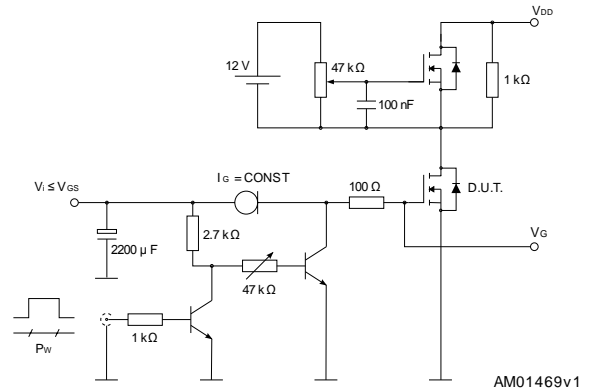 VDD
12 V
47 kΩ
1 kΩ
100 nF
IG = CONST
Vi ≤ VGS
100 Ω
D.U.T.
2.7 kΩ
VG
2200 μF
47 kΩ
1 kΩ
PW
AM01469v1